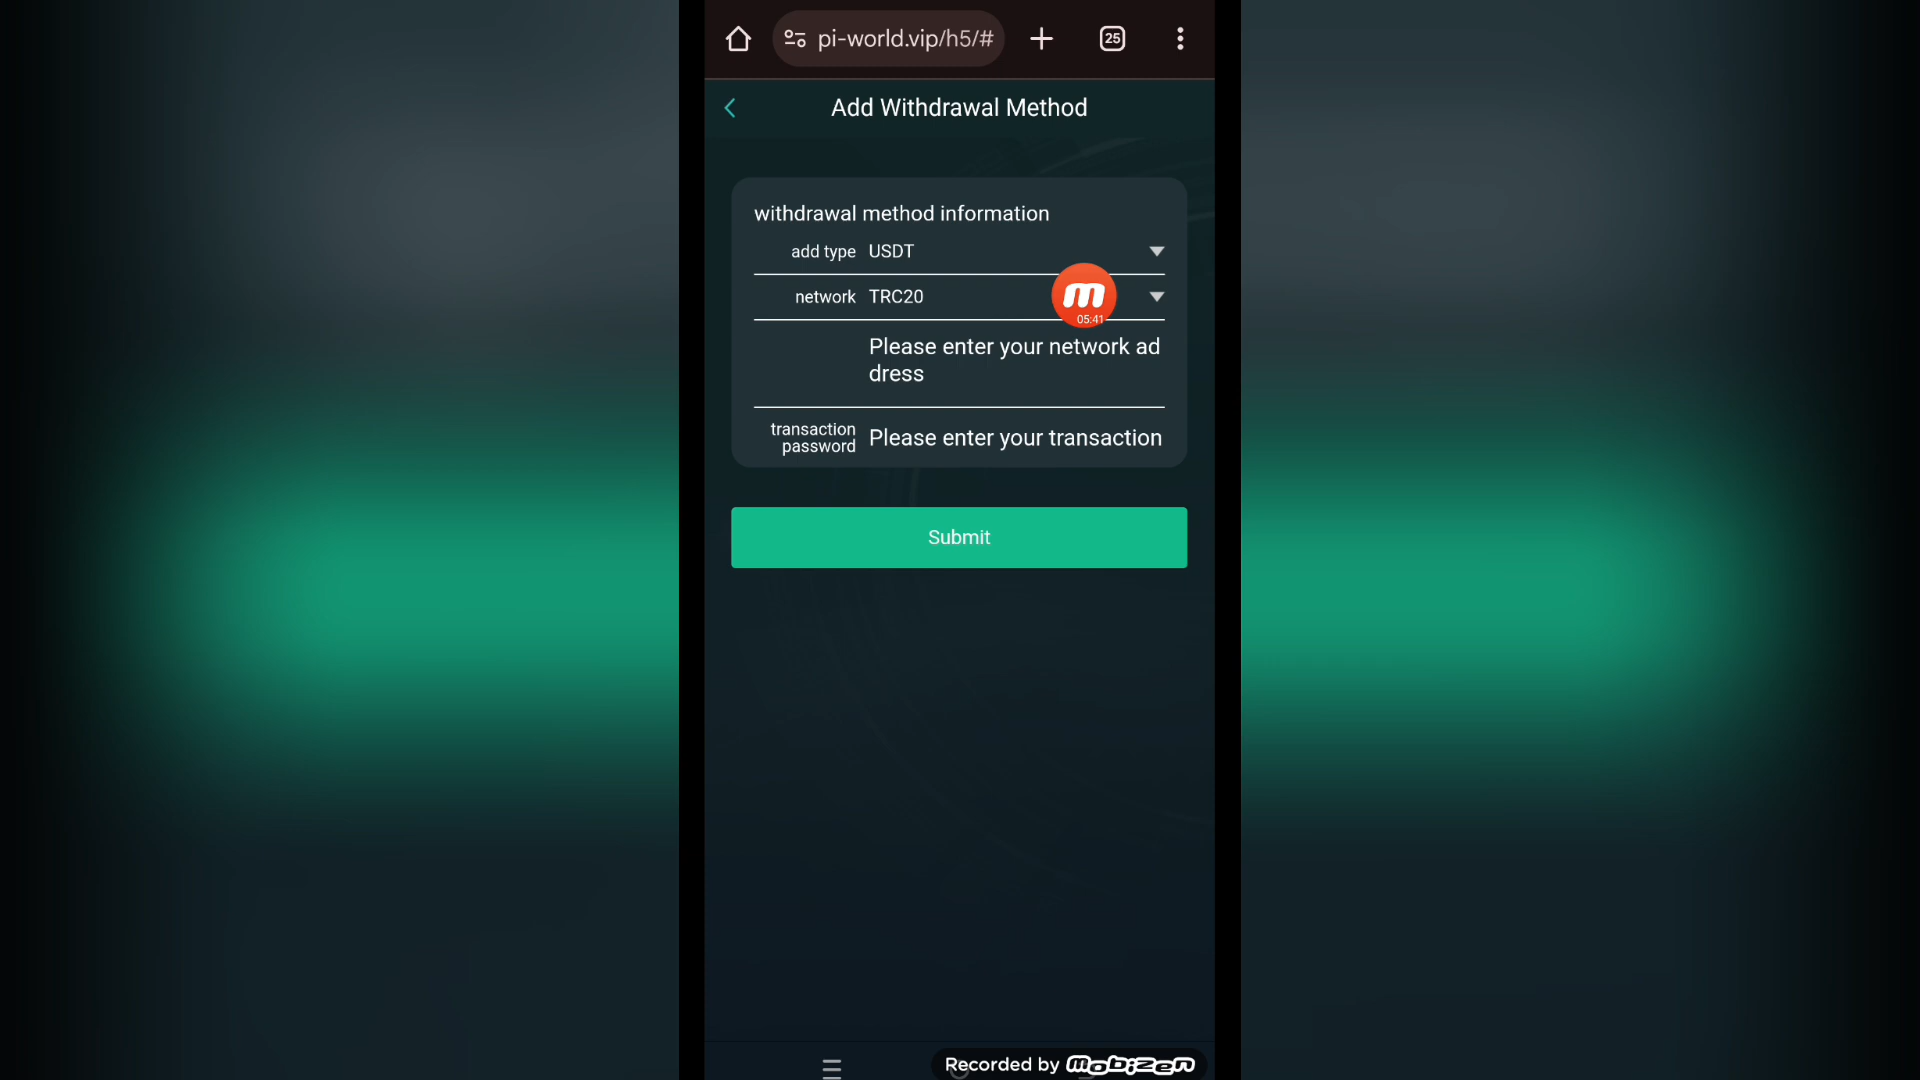 pi-world.vip/h5/#
25
Add Withdrawal Method
withdrawal method information
add type USDT
network TRC20
m
05:41
Please enter your network ad
dress
transaction
password Please enter your transaction
Submit
Recorded by mobizen